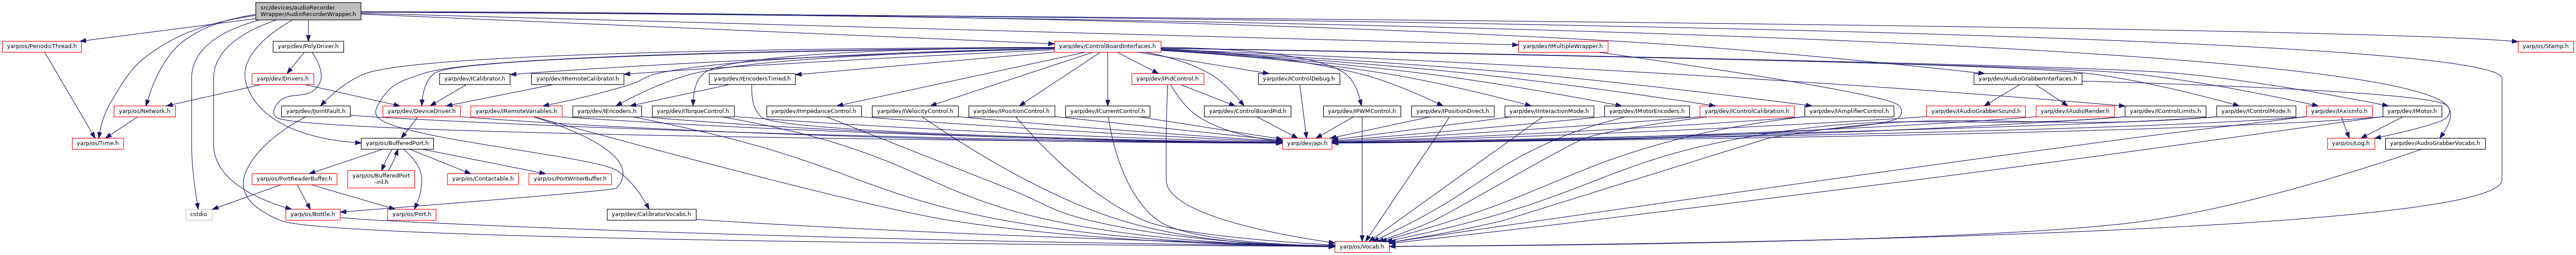 src/devices/audioRecorder
Wrapper/AudioRecorderWrapper.h
yarp/os/PeriodicThread.h
yarp/dev/PolyDriver.h
yarp/dev/ControlBoardInterfaces.h
yarp/dev/IMultipleWrapper.h
yarp/os/Stamp.h
yarp/dev/Drivers.h
yarp/dev/ICalibrator.h
yarp/dev/IRemoteCalibrator.h
yarp/dev/IEncodersTimed.h
yarp/dev/IPidControl.h
yarp/dev/IControlDebug.h
yarp/dev/AudioGrabberInterfaces.h
yarp/os/Network.h
yarp/dev/IJointFault.h
yarp/dev/DeviceDriver.h
yarp/dev/IRemoteVariables.h
yarp/dev/IEncoders.h
yarp/dev/ITorqueControl.h
yarp/dev/IImpedanceControl.h
yarp/dev/IVelocityControl.h
yarp/dev/IPositionControl.h
yarp/dev/ICurrentControl.h
yarp/dev/ControlBoardPid.h
yarp/dev/IPWMControl.h
yarp/dev/IPositionDirect.h
yarp/dev/IInteractionMode.h
yarp/dev/IMotorEncoders.h
yarp/dev/IControlCalibration.h
yarp/dev/IAmplifierControl.h
yarp/dev/IAudioGrabberSound.h
yarp/dev/IAudioRender.h
yarp/dev/IControlLimits.h
yarp/dev/IControlMode.h
yarp/dev/IAxisInfo.h
yarp/dev/IMotor.h
yarp/os/Time.h
yarp/os/BufferedPort.h
yarp/dev/api.h
yarp/os/Log.h
yarp/dev/AudioGrabberVocabs.h
yarp/os/PortReaderBuffer.h
yarp/os/BufferedPort
-inl.h
yarp/os/Contactable.h
yarp/os/PortWriterBuffer.h
cstdio
yarp/os/Bottle.h
yarp/os/Port.h
yarp/dev/CalibratorVocabs.h
yarp/os/Vocab.h